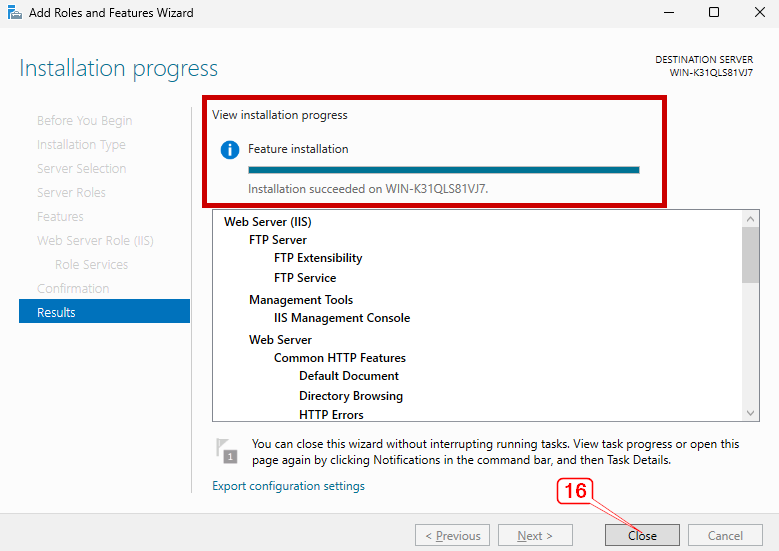 Add Roles and Features Wizard
Installation progress
DESTINATION SERVER
WIN-K31QLS81VJ7
Before You Begin
Installation Type
Server Selection
Server Roles
Features
Web Server Role (IIS)
Role Services
Confirmation
Results
View installation progress
Feature installation
Installation succeeded on WIN-K31QLS81VJ7.
Web Server (IIS)
FTP Server
FTP Extensibility
FTP Service
Management Tools
IIS Management Console
Web Server
Common HTTP Features
Default Document
Directory Browsing
HTTP Errors
1
You can close this wizard without interrupting running tasks. View task progress or open this
page again by clicking Notifications in the command bar, and then Task Details.
Export configuration settings
16
< Previous
Next >
Close
Cancel